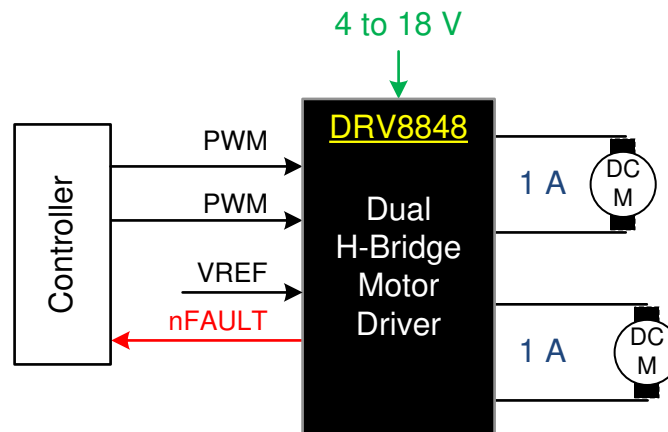 4 to 18 V
DRV8848
Controller
PWM
PWM
VREF
nFAULT
Dual
H-Bridge
Motor
Driver
1 A
DC
M
1 A
DC
M